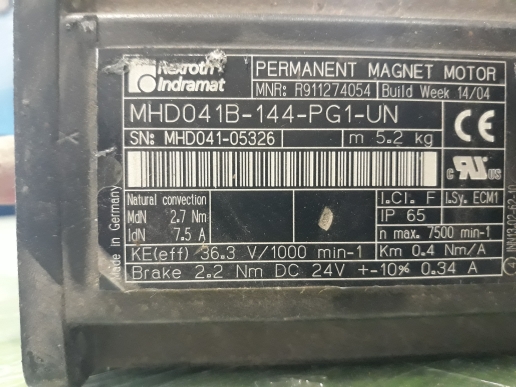 Rexroth
Indramat
PERMANENT MAGNET MOTOR
MNR: R911274054 Build Week 14/04
MHD041B-144-PG1-UN
CE
SN: MHD041-05326 m 5.2 kg
c RU us
Natural convection
MdN 2.7 Nm
IdN 7.5 A
I.Cl. F I.Sy. ECM1
IP 65
n max. 7500 min-1
KE(eff) 36.3 V/1000 min-1 Km 0.4 Nm/A
Brake 2.2 Nm DC 24V +-10% 0.34 A
Made in Germany